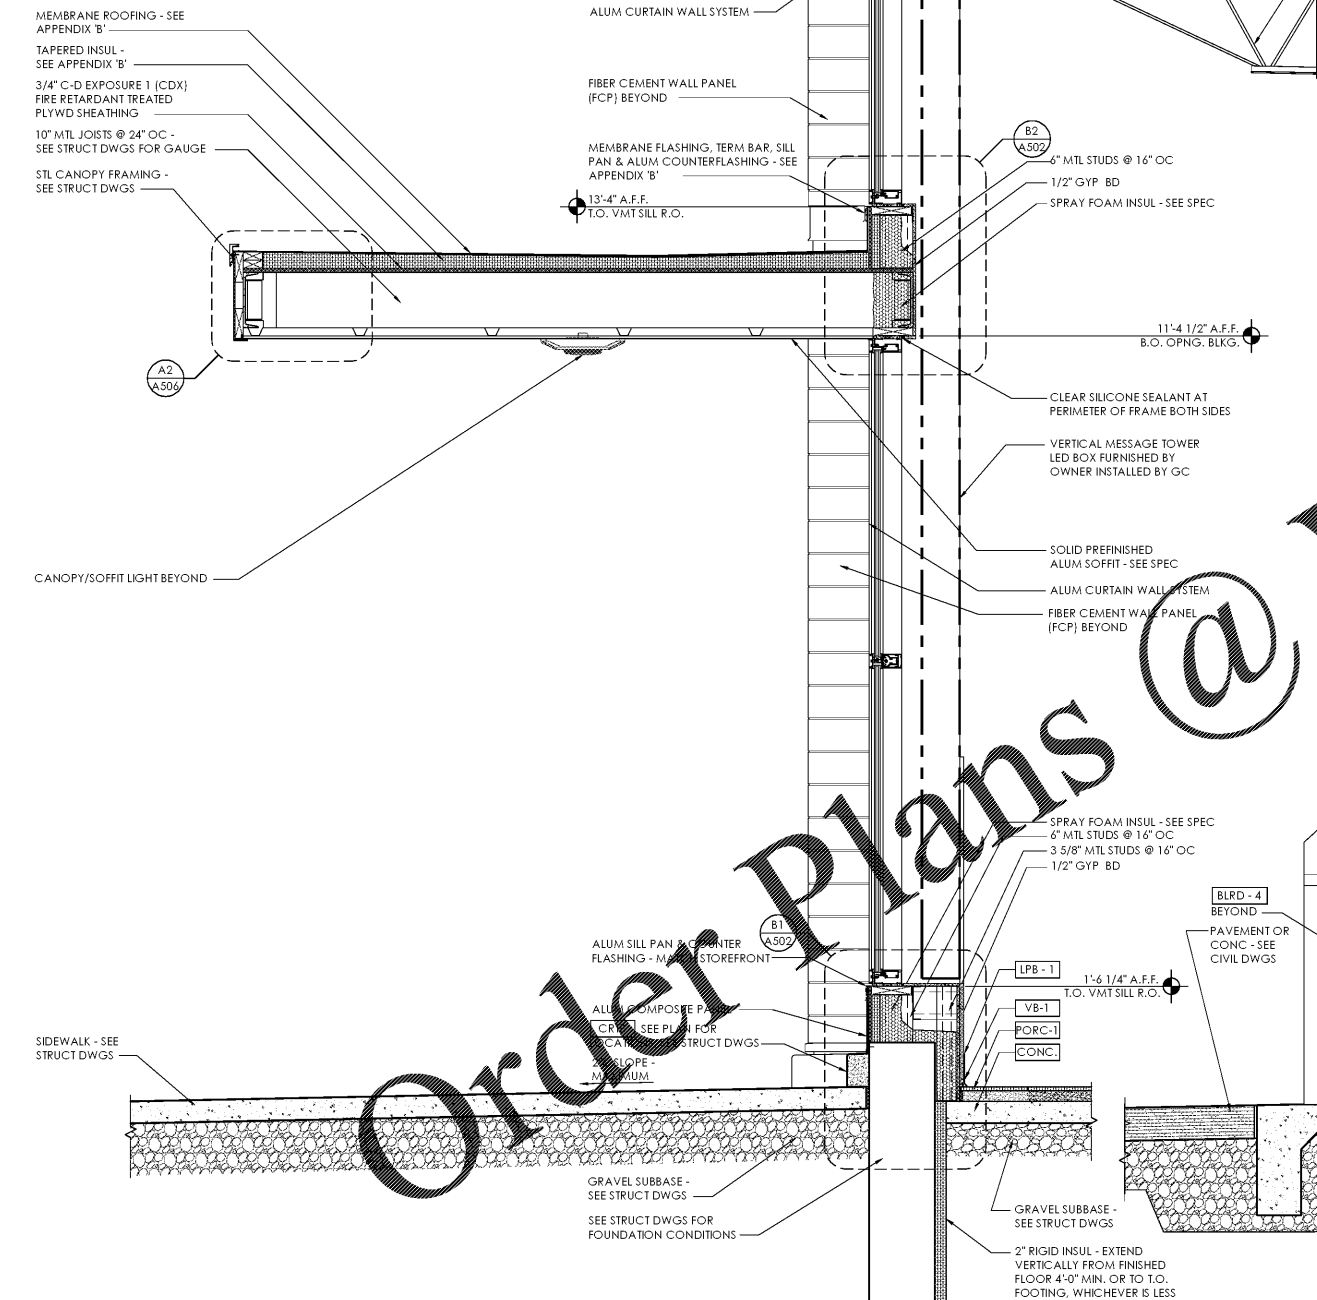 MEMBRANE ROOFING - SEE
APPENDIX 'B'
TAPERED INSUL -
SEE APPENDIX 'B'
3/4" C-D EXPOSURE 1 (CDX)
FIRE RETARDANT TREATED
PLYWD SHEATHING
10" MTL JOISTS @ 24" OC -
SEE STRUCT DWGS FOR GAUGE
STL CANOPY FRAMING -
SEE STRUCT DWGS
A2
A506
CANOPY/SOFFIT LIGHT BEYOND
SIDEWALK - SEE
STRUCT DWGS
ALUM CURTAIN WALL SYSTEM
FIBER CEMENT WALL PANEL
(FCP) BEYOND
MEMBRANE FLASHING, TERM BAR, SILL
PAN & ALUM COUNTERFLASHING - SEE
APPENDIX 'B'
13'-4" A.F.F.
T.O. VMT SILL R.O.
B2
A502
6" MTL STUDS @ 16" OC
1/2" GYP BD
SPRAY FOAM INSUL - SEE SPEC
11'-4 1/2" A.F.F.
B.O. OPNG. BLKG.
CLEAR SILICONE SEALANT AT
PERIMETER OF FRAME BOTH SIDES
VERTICAL MESSAGE TOWER
LED BOX FURNISHED BY
OWNER INSTALLED BY GC
SOLID PREFINISHED
ALUM SOFFIT - SEE SPEC
ALUM CURTAIN WALL SYSTEM
FIBER CEMENT WALL PANEL
(FCP) BEYOND
Order Plans @
SPRAY FOAM INSUL - SEE SPEC
6" MTL STUDS @ 16" OC
3 5/8" MTL STUDS @ 16" OC
1/2" GYP BD
BLRD - 4
BEYOND
PAVEMENT OR
CONC - SEE
CIVIL DWGS
B1
A502
ALUM SILL PAN & COUNTER
FLASHING - MATCH STOREFRONT
LPB - 1
1'-6 1/4" A.F.F.
T.O. VMT SILL R.O.
VB-1
PORC-1
CONC.
ALUM COMPOSITE PANEL
SEE PLAN FOR
LOCATION, SEE STRUCT DWGS
SLOPE -
MAXIMUM
GRAVEL SUBBASE -
SEE STRUCT DWGS
SEE STRUCT DWGS FOR
FOUNDATION CONDITIONS
GRAVEL SUBBASE -
SEE STRUCT DWGS
2" RIGID INSUL - EXTEND
VERTICALLY FROM FINISHED
FLOOR 4'-0" MIN. OR TO T.O.
FOOTING, WHICHEVER IS LESS